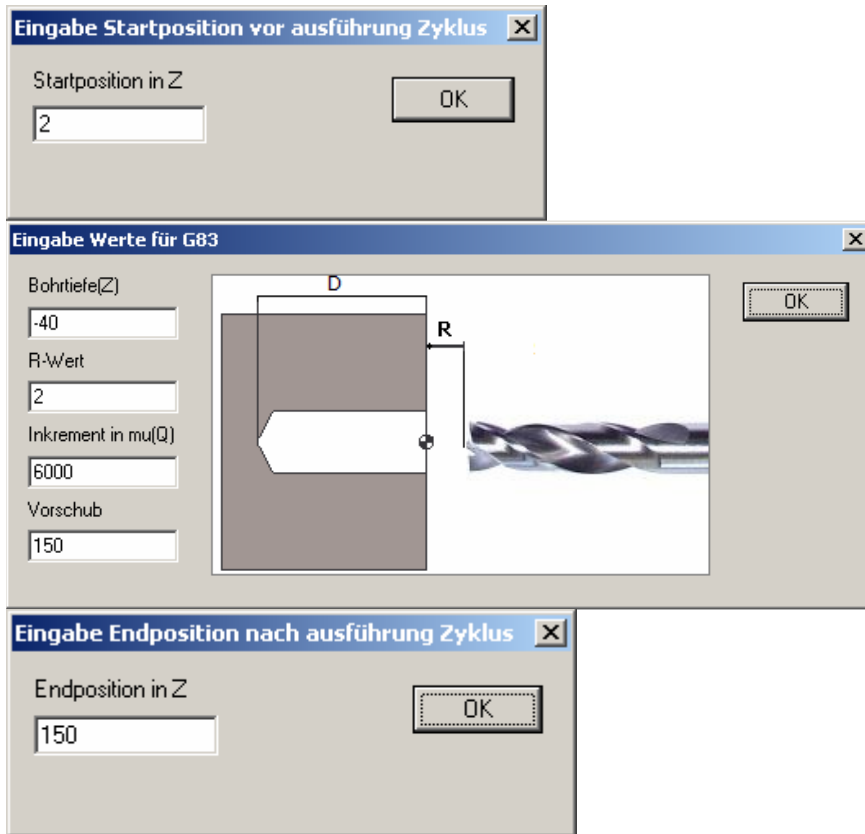 Eingabe Startposition vor ausführung Zyklus
Startposition in Z
2
OK
Eingabe Werte für G83
Bohrtiefe(Z)
-40
R-Wert
2
Inkrement in mu(Q)
6000
Vorschub
150
D
R
OK
Eingabe Endposition nach ausführung Zyklus
Endposition in Z
150
OK